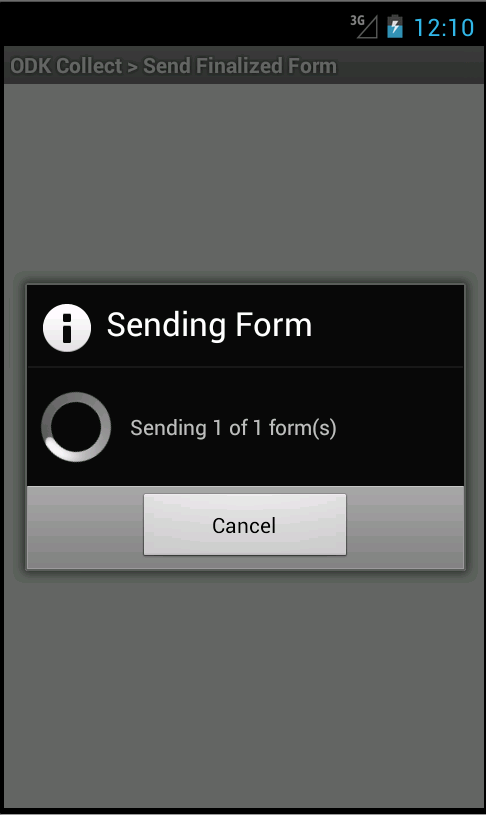 3G 12:10
ODK Collect > Send Finalized Form
Sending Form
Sending 1 of 1 form(s)
Cancel